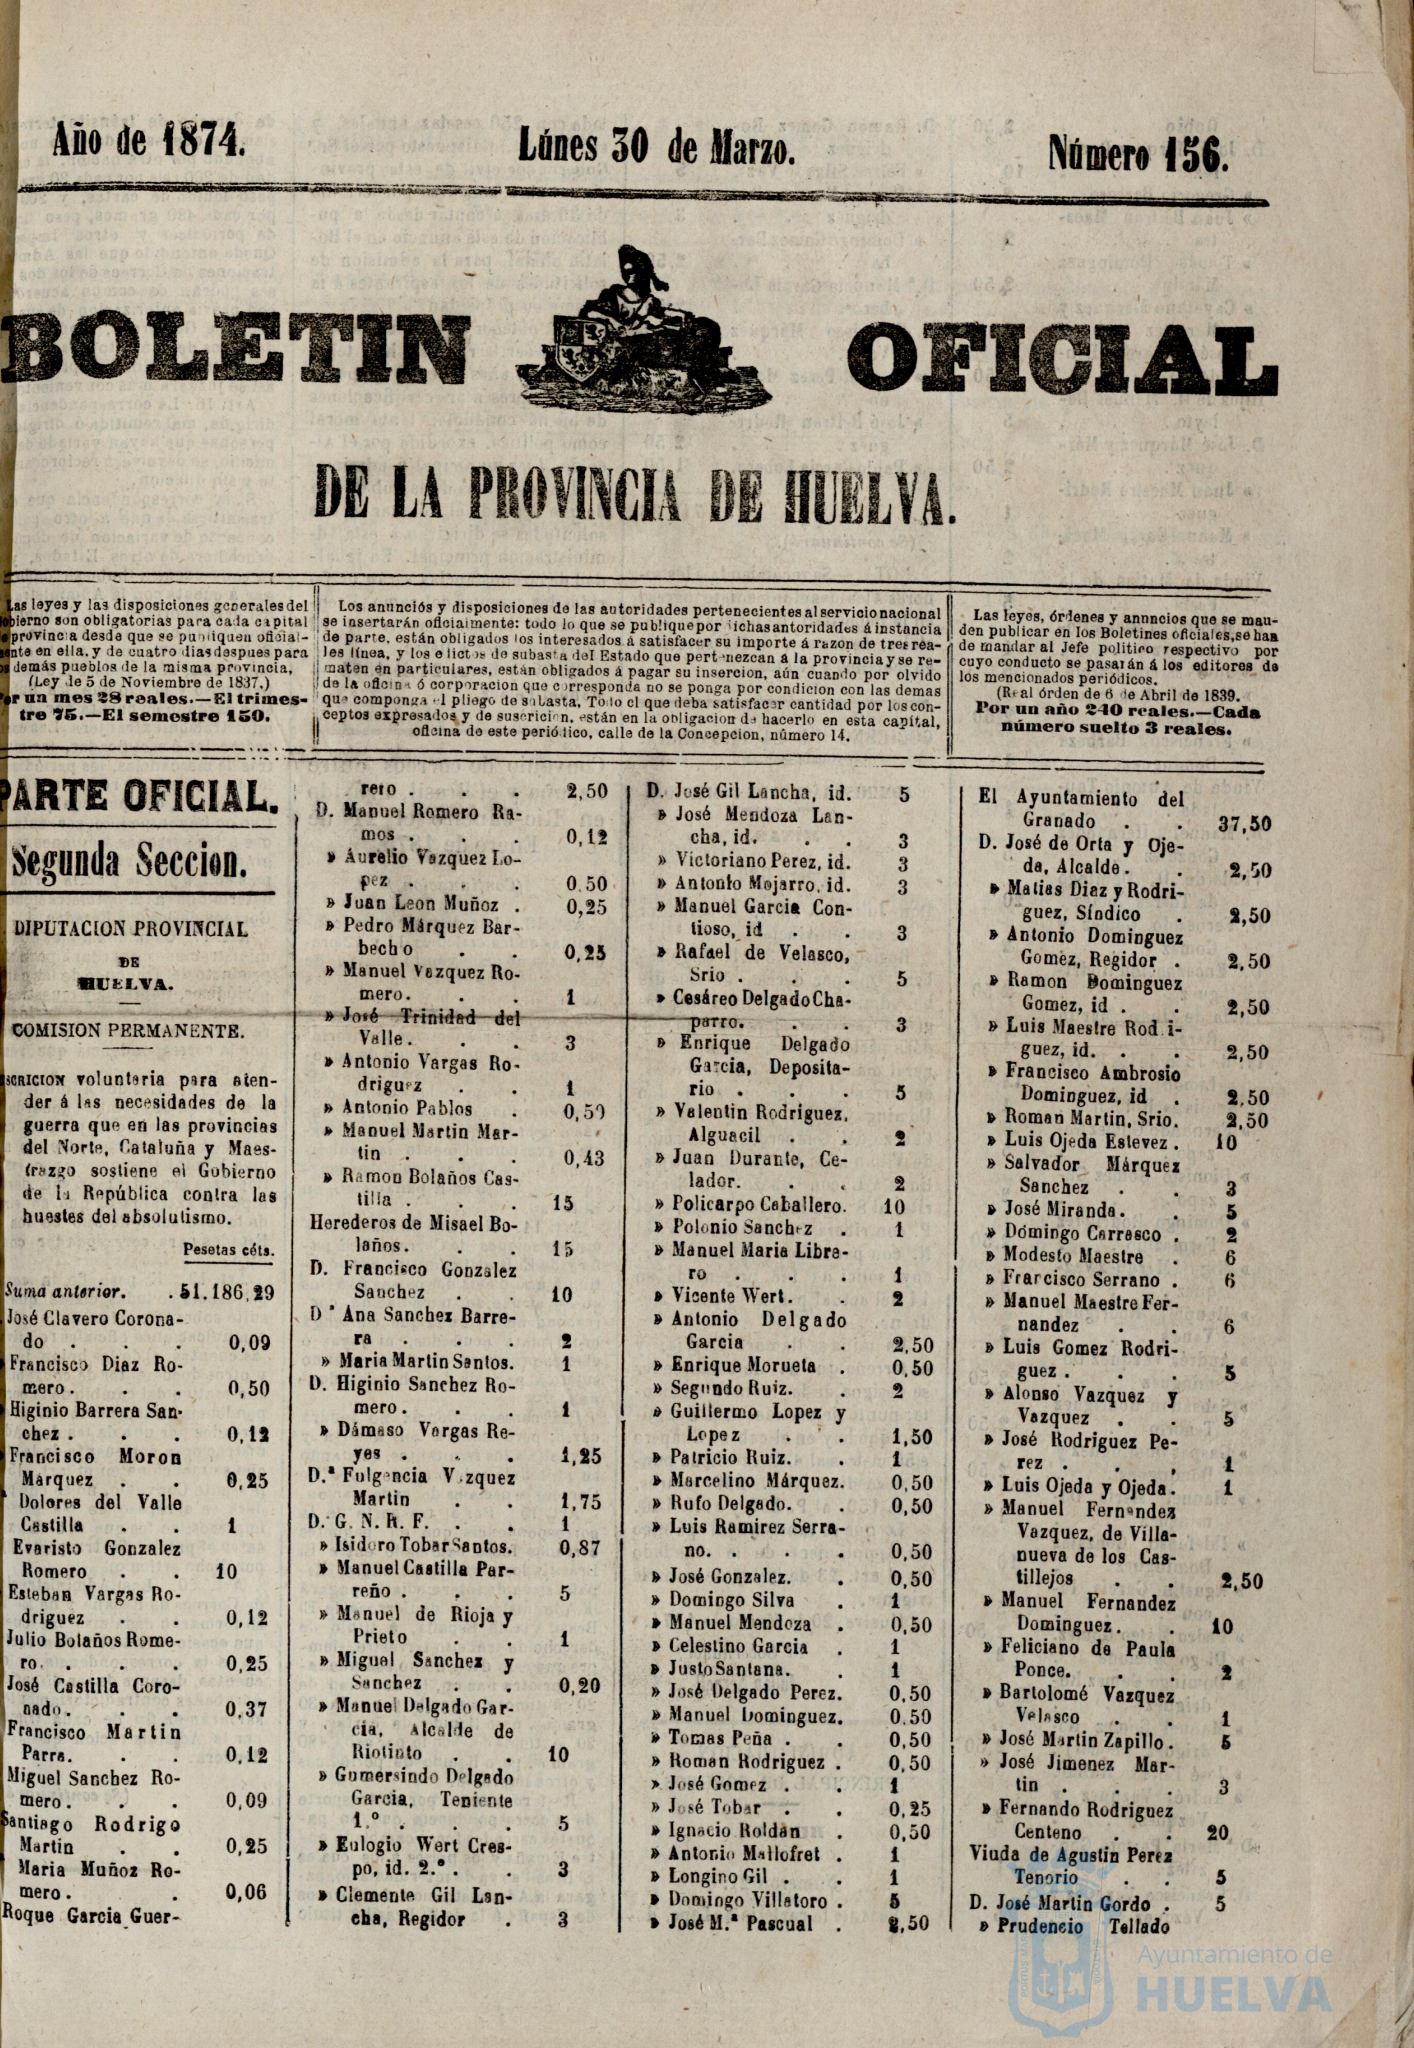 Año de 1874.
Lúnes 30 de Marzo.
Número 156.
BOLETIN OFICIAL
DE LA PROVINCIA DE HUELVA.
Las leyes y las disposiciones generales del
bierno son obligatorias para cada capital
provincia desde que se publiquen oficial-
ente en ella, y de cuatro dias despues para
demás pueblos de la misma provincia,
(Ley de 5 de Noviembre de 1837.)
or un mes 28 reales.—El trimes-
tre 75.—El semestre 150.
Los anunciós y disposiciones de las autoridades pertenecientes al servicio nacional
se insertarán oficialmente: todo lo que se publique por dichas antoridades á instancia
de parte, están obligados los interesados á satisfacer su importe á razon de tres rea-
les línea, y los edictos de subasta del Estado que pertenezcan á la provincia y se re-
maten en particulares, están obligados á pagar su insercion, aún cuando por olvido
de la oficina ó corporacion que corresponda no se ponga por condicion con las demas
que componga el pliego de subasta. Todo el que deba satisfacer cantidad por los con-
ceptos expresados y de suscricion, están en la obligacion de hacerlo en esta capital,
oficina de este periódico, calle de la Concepcion, número 14.
Las leyes, órdenes y anuncios que se man-
den publicar en los Boletines oficiales, se han
de mandar al Jefe politico respectivo por
cuyo conducto se pasarán á los editores de
los mencionados periódicos.
(Real órden de 6 de Abril de 1839.
Por un año 240 reales.—Cada
número suelto 3 reales.
PARTE OFICIAL.
Segunda Seccion.
DIPUTACION PROVINCIAL
DE
HUELVA.
COMISION PERMANENTE.
SCRICION voluntaria para aten-
der á las necesidades de la
guerra que en las provincias
del Norte, Cataluña y Maes-
trazgo sostiene el Gobierno
de la República contra las
huestes del absolutismo.
Pesetas céts.
Suma anterior. . 51.186,29
José Clavero Corona-
do . . . 0,09
Francisco Diaz Ro-
mero . . . 0,50
Higinio Barrera San-
chez . . . 0,12
Francisco Moron
Márquez . . 0,25
Dolores del Valle
Castilla . . 1
Evaristo Gonzalez
Romero . . 10
Esteban Vargas Ro-
driguez . . 0,12
Julio Bolaños Rome-
ro. . . . 0,25
José Castilla Coro-
nado. . . . 0,37
Francisco Martin
Parra. . . 0,12
Miguel Sanchez Ro-
mero. . . . 0,09
Santiago Rodrigo
Martin . . 0,25
Maria Muñoz Ro-
mero. . . . 0,06
Roque Garcia Guer-
rero . . . 2,50
D. Manuel Romero Ra-
mos . . . 0,12
» Aurelio Vazquez Lo-
pez . . . 0.50
» Juan Leon Muñoz . 0,25
» Pedro Márquez Bar-
becho . . 0,25
» Manuel Vazquez Ro-
mero. . . 1
» José Trinidad del
Valle. . . 3
» Antonio Vargas Ro-
driguez . . 1
» Antonio Pablos . 0,50
» Manuel Martin Mar-
tin . . . 0,43
» Ramon Bolaños Cas-
tilla . . . 15
Herederos de Misael Bo-
laños. . . 15
D. Francisco Gonzalez
Sanchez . . 10
Dª Ana Sanchez Barre-
ra . . . 2
» Maria Martin Santos. 1
D. Higinio Sanchez Ro-
mero. . . 1
» Dámaso Vargas Re-
yes . . . 1,25
D.ª Fulgencia Vazquez
Martin . . 1,75
D. G. N. R. F. . . 1
» Isidoro Tobar Santos. 0,87
» Manuel Castilla Par-
reño . . . 5
» Manuel de Rioja y
Prieto . . 1
» Miguel Sanchez y
Sanchez . . 0,20
» Manuel Delgado Gar-
cia, Alcalde de
Riotinto . . 10
» Gumersindo Delgado
Garcia, Teniente
1.º . . . 5
» Eulogio Wert Cres-
po, id. 2.º . . 3
» Clemente Gil Lan-
cha, Regidor . 3
D. José Gil Lancha, id. 5
» José Mendoza Lan-
cha, id. . . 3
» Victoriano Perez, id. 3
» Antonio Mojarro, id. 3
» Manuel Garcia Con-
tioso, id . . 3
» Rafael de Velasco,
Srio . . . 5
» Cesáreo Delgado Cha-
parro. . . 3
» Enrique Delgado
Garcia, Deposita-
rio . . . 5
» Valentin Rodriguez,
Alguacil . . 2
» Juan Durante, Ce-
lador. . . 2
» Policarpo Caballero. 10
» Polonio Sanchez . 1
» Manuel Maria Libre-
ro . . . 1
» Vicente Wert. . 2
» Antonio Delgado
Garcia . . 2,50
» Enrique Morueta . 0,50
» Segundo Ruiz. . 2
» Guillermo Lopez y
Lopez . . 1,50
» Patricio Ruiz. . 1
» Marcelino Márquez. 0,50
» Rufo Delgado. . 0,50
» Luis Ramirez Serra-
no. . . . 0,50
» José Gonzalez. . 0,50
» Domingo Silva . 1
» Manuel Mendoza . 0,50
» Celestino Garcia . 1
» Justo Santana. . 1
» José Delgado Perez. 0,50
» Manuel Dominguez. 0.50
» Tomas Peña . . 0,50
» Roman Rodriguez . 0,50
» José Gomez . . 1
» José Tobar . . 0,25
» Ignacio Roldán . 0,50
» Antonio Mallofret . 1
» Longino Gil . . 1
» Domingo Villatoro . 5
» José M.ª Pascual . 2,50
El Ayuntamiento del
Granado . . 37,50
D. José de Orta y Oje-
da, Alcalde. . 2,50
» Matias Diaz y Rodri-
guez, Síndico . 2,50
» Antonio Dominguez
Gomez, Regidor . 2,50
» Ramon Dominguez
Gomez, id . . 2,50
» Luis Maestre Rodri-
guez, id. . . 2,50
» Francisco Ambrosio
Dominguez, id . 2,50
» Roman Martin, Srio. 2,50
» Luis Ojeda Estevez . 10
» Salvador Márquez
Sanchez . . 3
» José Miranda. . 5
» Domingo Carrasco . 2
» Modesto Maestre . 6
» Francisco Serrano . 6
» Manuel Maestre Fer-
nandez . . 6
» Luis Gomez Rodri-
guez . . . 5
» Alonso Vazquez y
Vazquez . . 5
» José Rodriguez Pe-
rez . . . 1
» Luis Ojeda y Ojeda. 1
» Manuel Fernandez
Vazquez, de Villa-
nueva de los Cas-
tillejos . . 2,50
» Manuel Fernandez
Dominguez. . 10
» Feliciano de Paula
Ponce. . . 2
» Bartolomé Vazquez
Velasco . . 1
» José Martin Zapillo. 5
» José Jimenez Mar-
tin . . . 3
» Fernando Rodriguez
Centeno . . 20
Viuda de Agustin Perez
Tenorio . . 5
D. José Martin Gordo . 5
» Prudencio Tellado
Ayuntamiento de
HUELVA